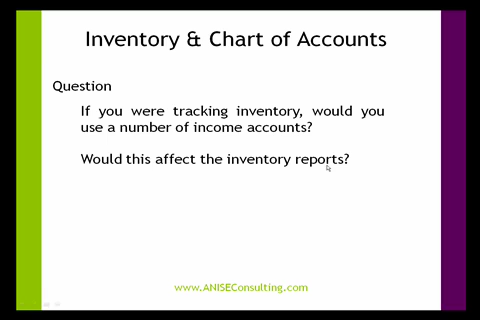 Inventory & Chart of Accounts
Question
If you were tracking inventory, would you
use a number of income accounts?
Would this affect the inventory reports?
www.ANISEConsulting.com